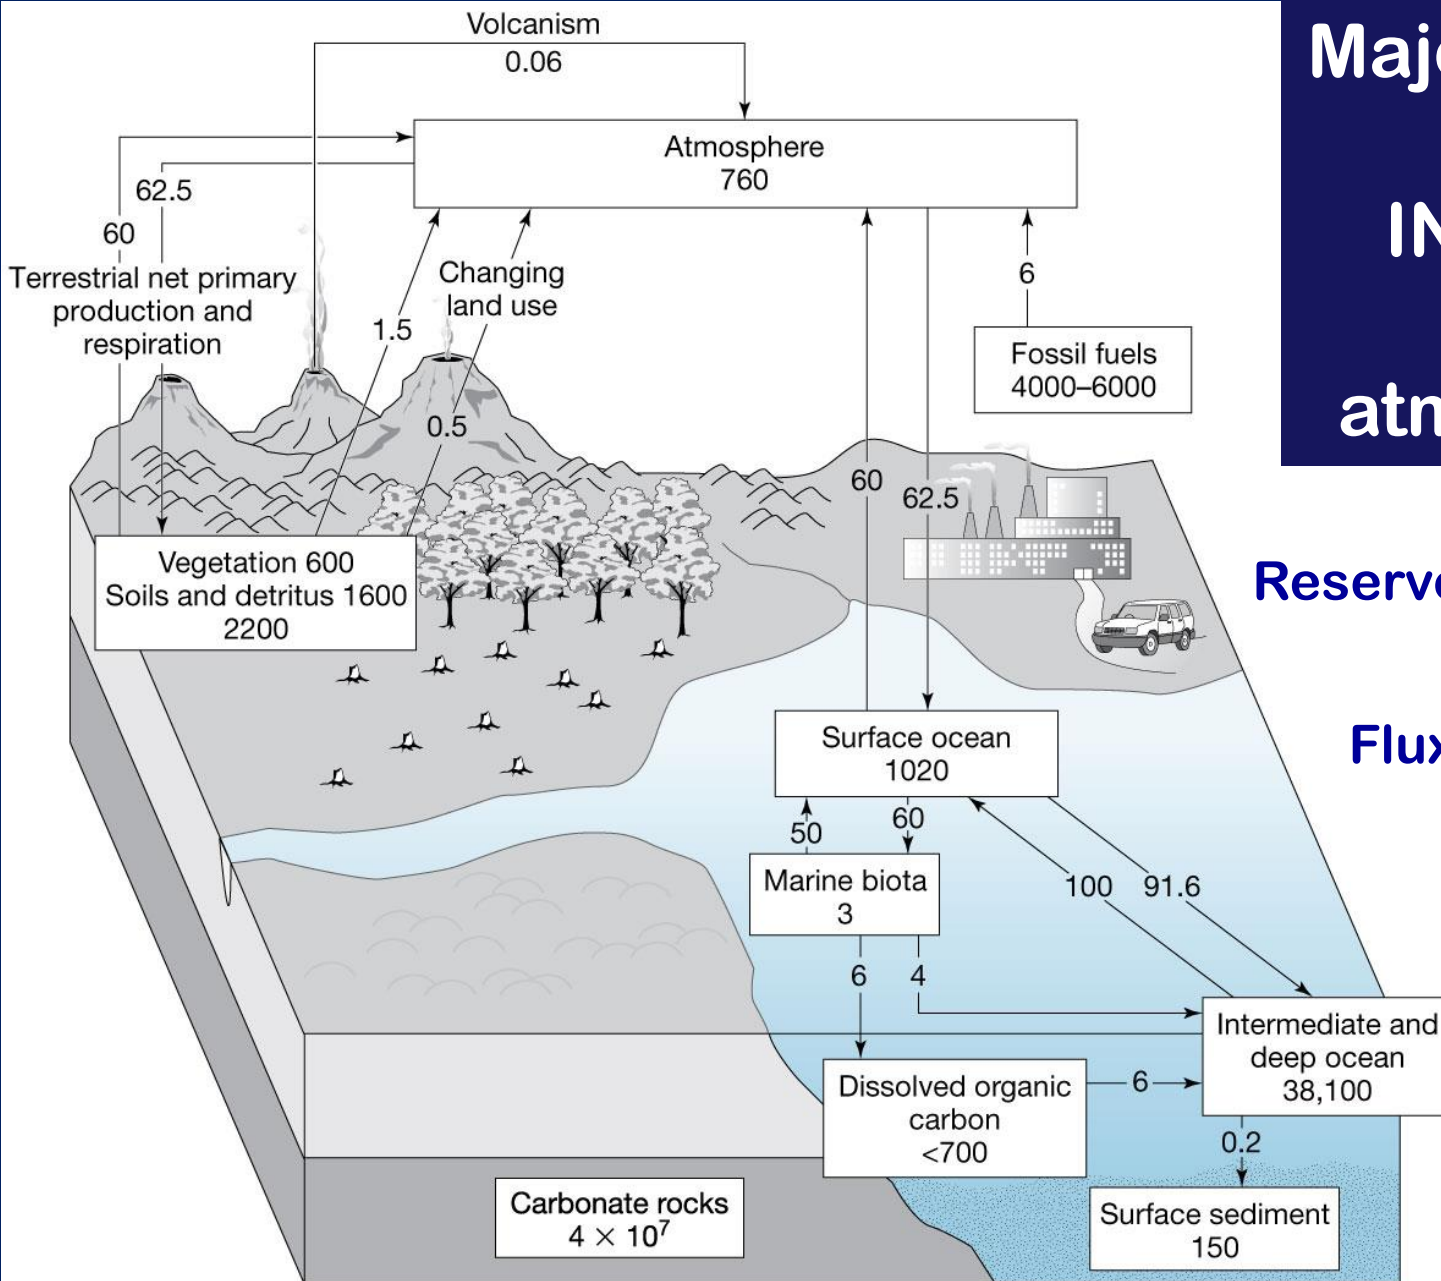 Volcanism
0.06
Atmosphere
760
62.5
60
Terrestrial net primary
production and
respiration
1.5
Changing
land use
0.5
6
Fossil fuels
4000–6000
60
62.5
Vegetation 600
Soils and detritus 1600
2200
Surface ocean
1020
50
60
Marine biota
3
100
91.6
6
4
Intermediate and
deep ocean
38,100
Dissolved organic
carbon
<700
6
0.2
Surface sediment
150
Carbonate rocks
4 × 10⁷
Maj
IN
atm
Reserv
Flux